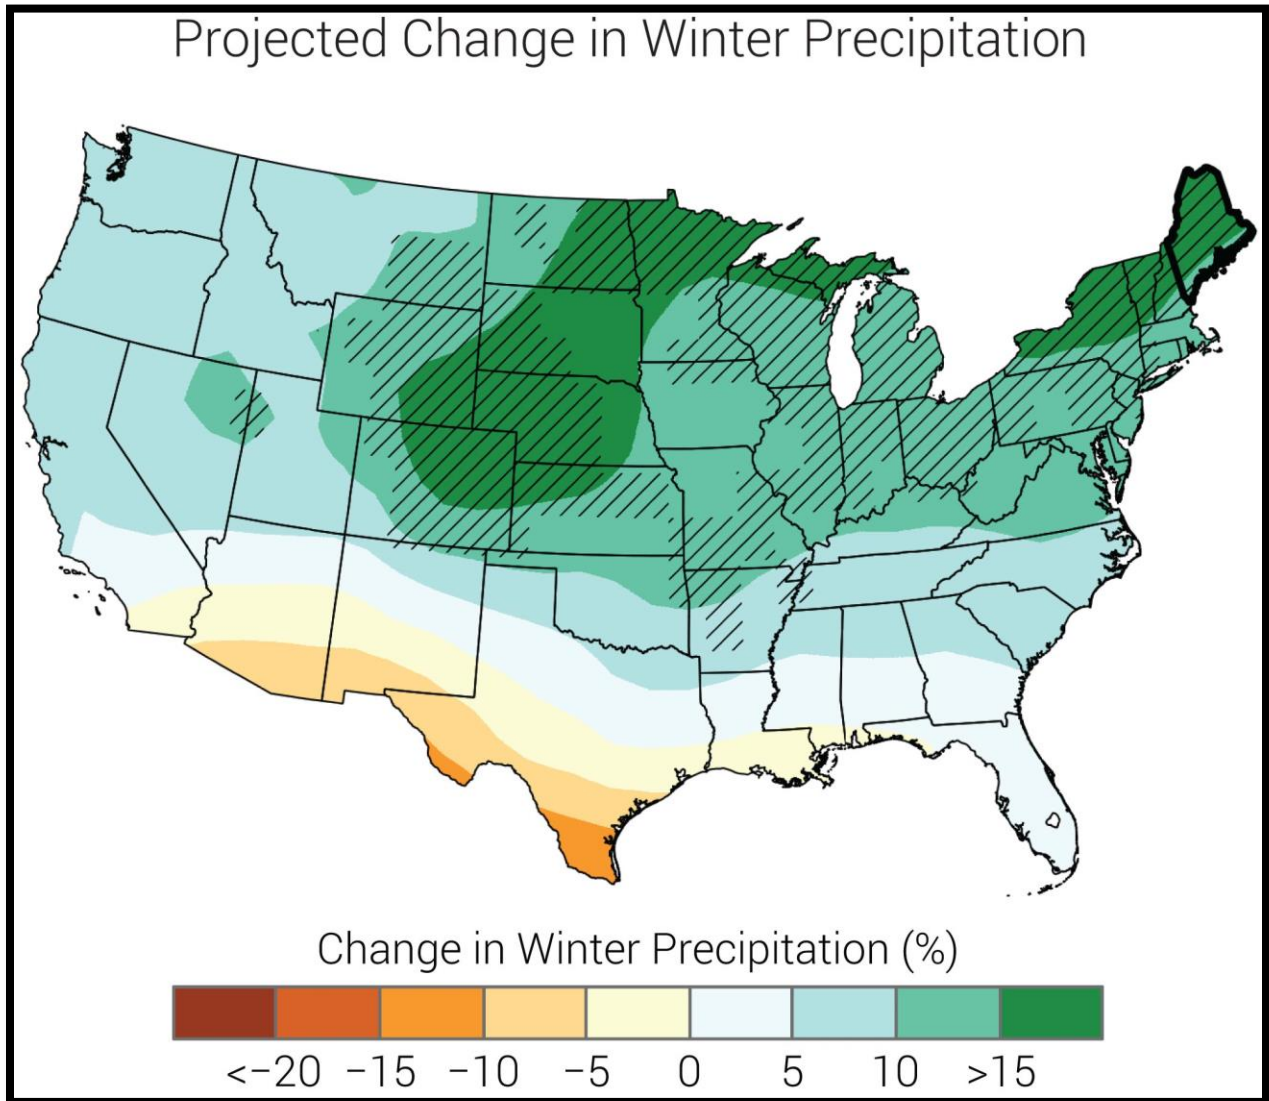 Projected Change in Winter Precipitation
Change in Winter Precipitation (%)
<−20 −15 −10 −5 0 5 10 >15